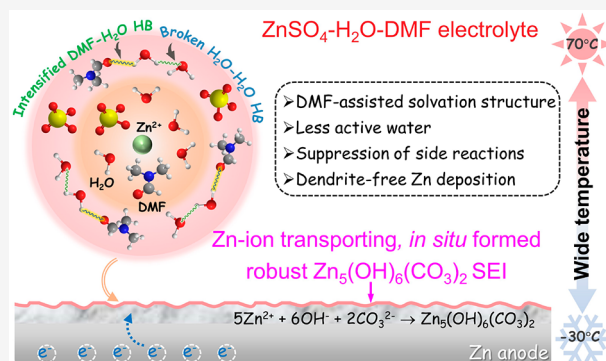 ZnSO₄-H₂O-DMF electrolyte
70°C
Intensified DMF-H₂O HB
Broken H₂O-H₂O HB
Zn²⁺
H₂O
DMF
➢DMF-assisted solvation structure
➢Less active water
➢Suppression of side reactions
➢Dendrite-free Zn deposition
Wide temperature
Zn-ion transporting, in situ formed
robust Zn₅(OH)₆(CO₃)₂ SEI
5Zn²⁺ + 6OH⁻ + 2CO₃²⁻ → Zn₅(OH)₆(CO₃)₂
-30°C
e⁻ e⁻ e⁻ e⁻ e⁻ e⁻
Zn anode